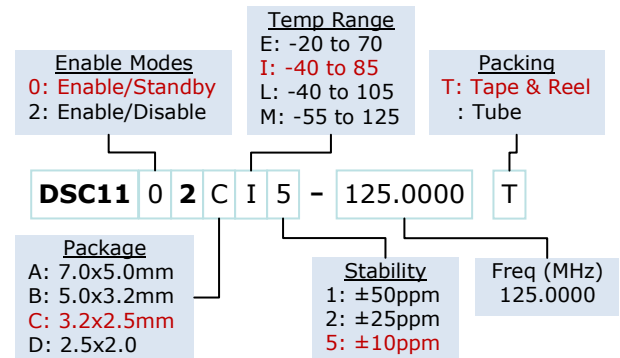 Temp Range
E: -20 to 70
I: -40 to 85
L: -40 to 105
M: -55 to 125
Enable Modes
0: Enable/Standby
2: Enable/Disable
Packing
T: Tape & Reel
: Tube
DSC11 0 2 C I 5 – 125.0000 T
Package
A: 7.0x5.0mm
B: 5.0x3.2mm
C: 3.2x2.5mm
D: 2.5x2.0
Stability
1: ±50ppm
2: ±25ppm
5: ±10ppm
Freq (MHz)
125.0000